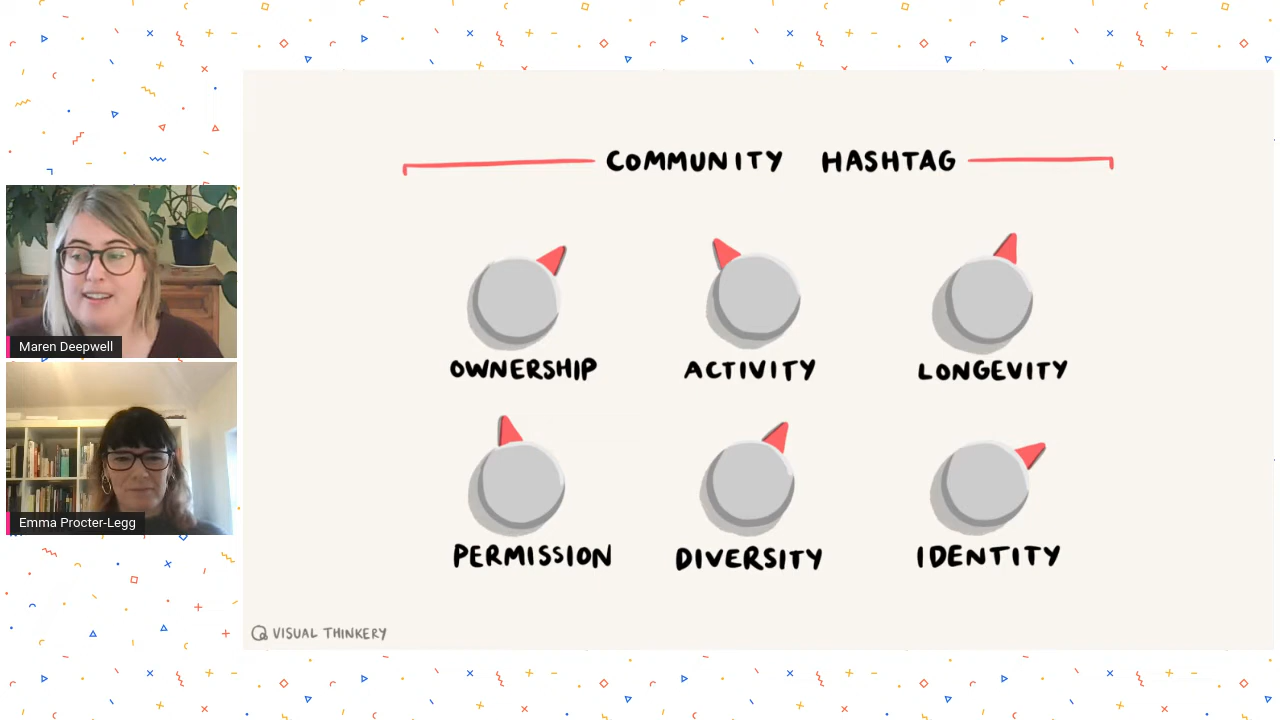 COMMUNITY HASHTAG
OWNERSHIP
ACTIVITY
LONGEVITY
PERMISSION
DIVERSITY
IDENTITY
VISUAL THINKERY
Maren Deepwell
Emma Procter-Legg